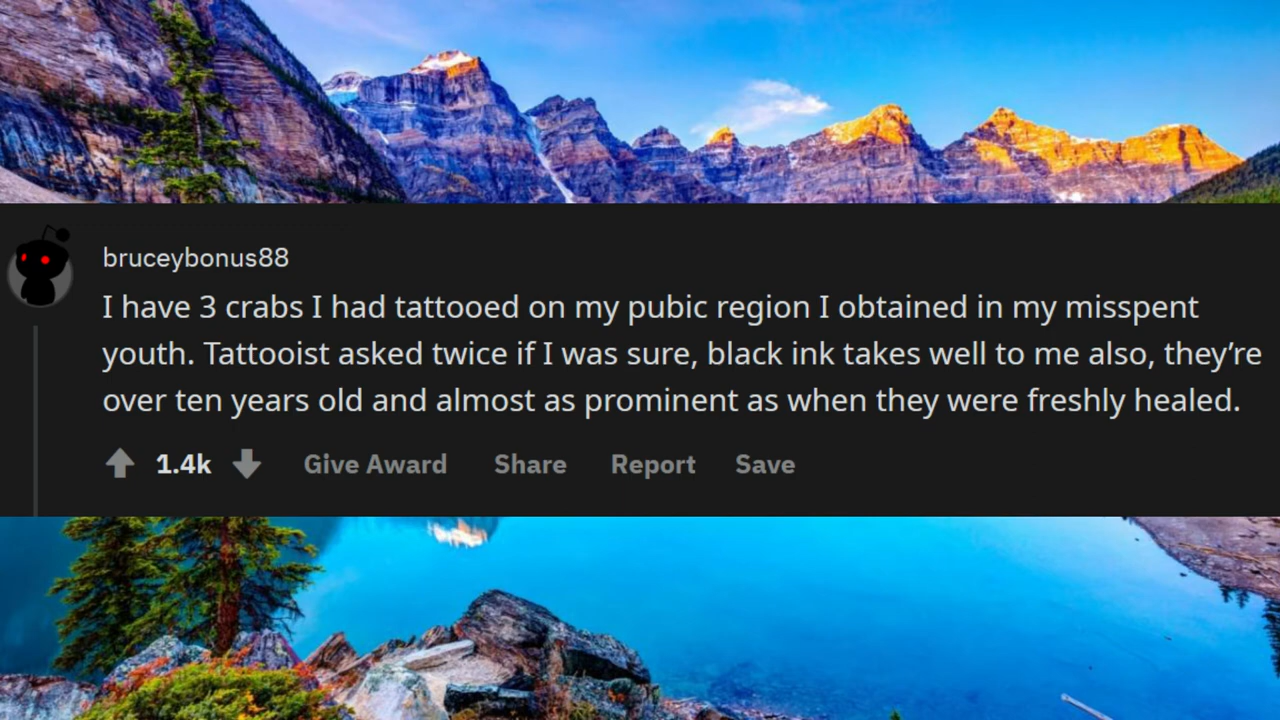 bruceybonus88
I have 3 crabs I had tattooed on my pubic region I obtained in my misspent
youth. Tattooist asked twice if I was sure, black ink takes well to me also, they’re
over ten years old and almost as prominent as when they were freshly healed.
1.4k Give Award Share Report Save